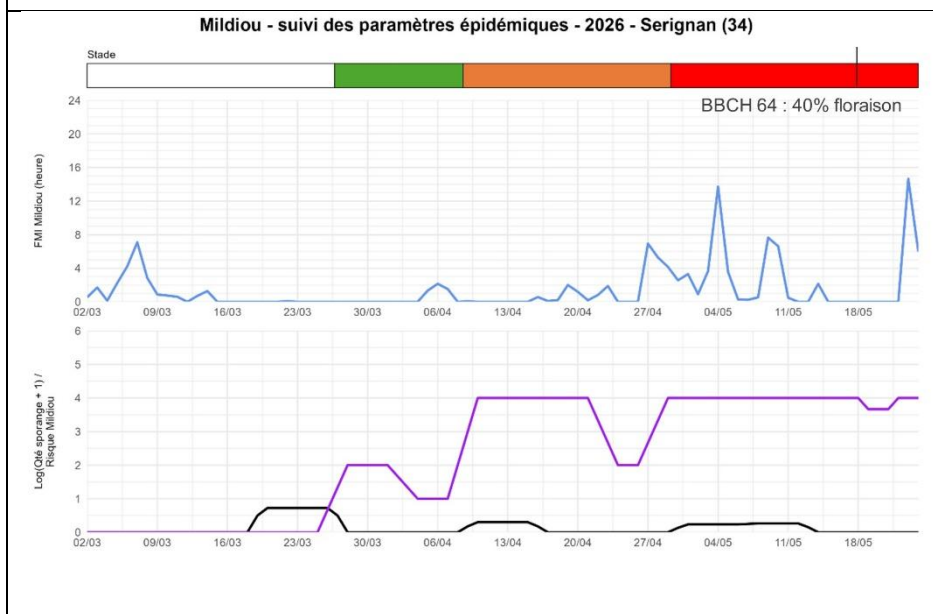 Mildiou - suivi des paramètres épidémiques - 2026 - Serignan (34)
Stade
BBCH 64 : 40% floraison
FMI Mildiou (heure)
24
20
16
12
8
4
0
02/03 09/03 16/03 23/03 30/03 06/04 13/04 20/04 27/04 04/05 11/05 18/05
Log(Qté sporange + 1) /
Risque Mildiou
6
5
4
3
2
1
0
02/03 09/03 16/03 23/03 30/03 06/04 13/04 20/04 27/04 04/05 11/05 18/05